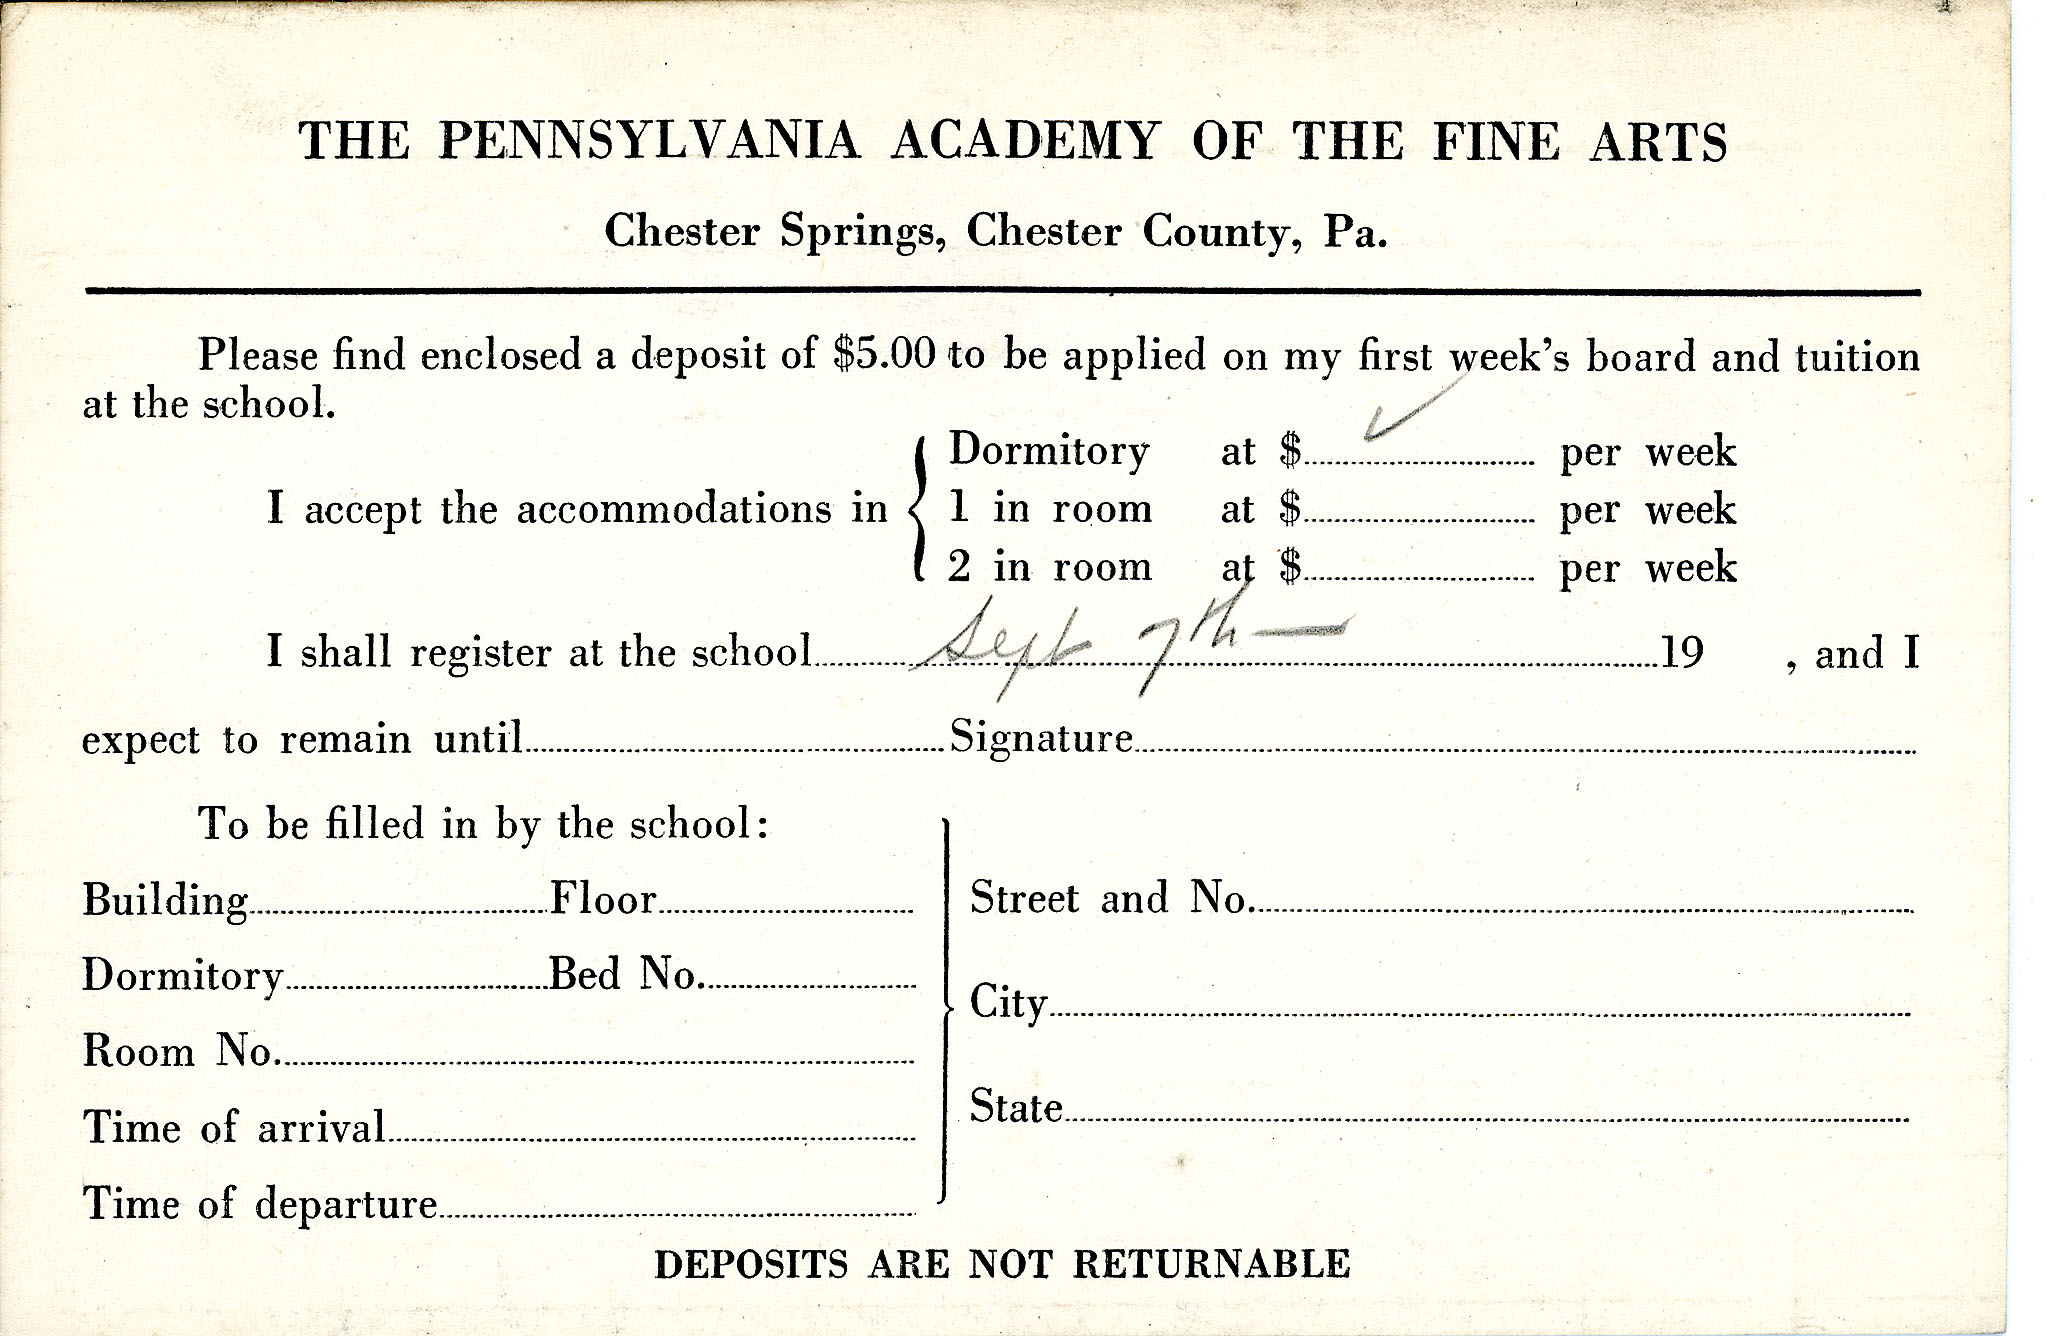 THE PENNSYLVANIA ACADEMY OF THE FINE ARTS
Chester Springs, Chester County, Pa.
Please find enclosed a deposit of $5.00 to be applied on my first week's board and tuition
at the school.
Dormitory at $ ✓ per week
I accept the accommodations in { 1 in room at $ per week
2 in room at $ per week
I shall register at the school Sept 7th — 19 , and I
expect to remain until Signature
To be filled in by the school:
Building Floor Street and No.
Dormitory Bed No.
City
Room No.
State
Time of arrival
Time of departure
DEPOSITS ARE NOT RETURNABLE